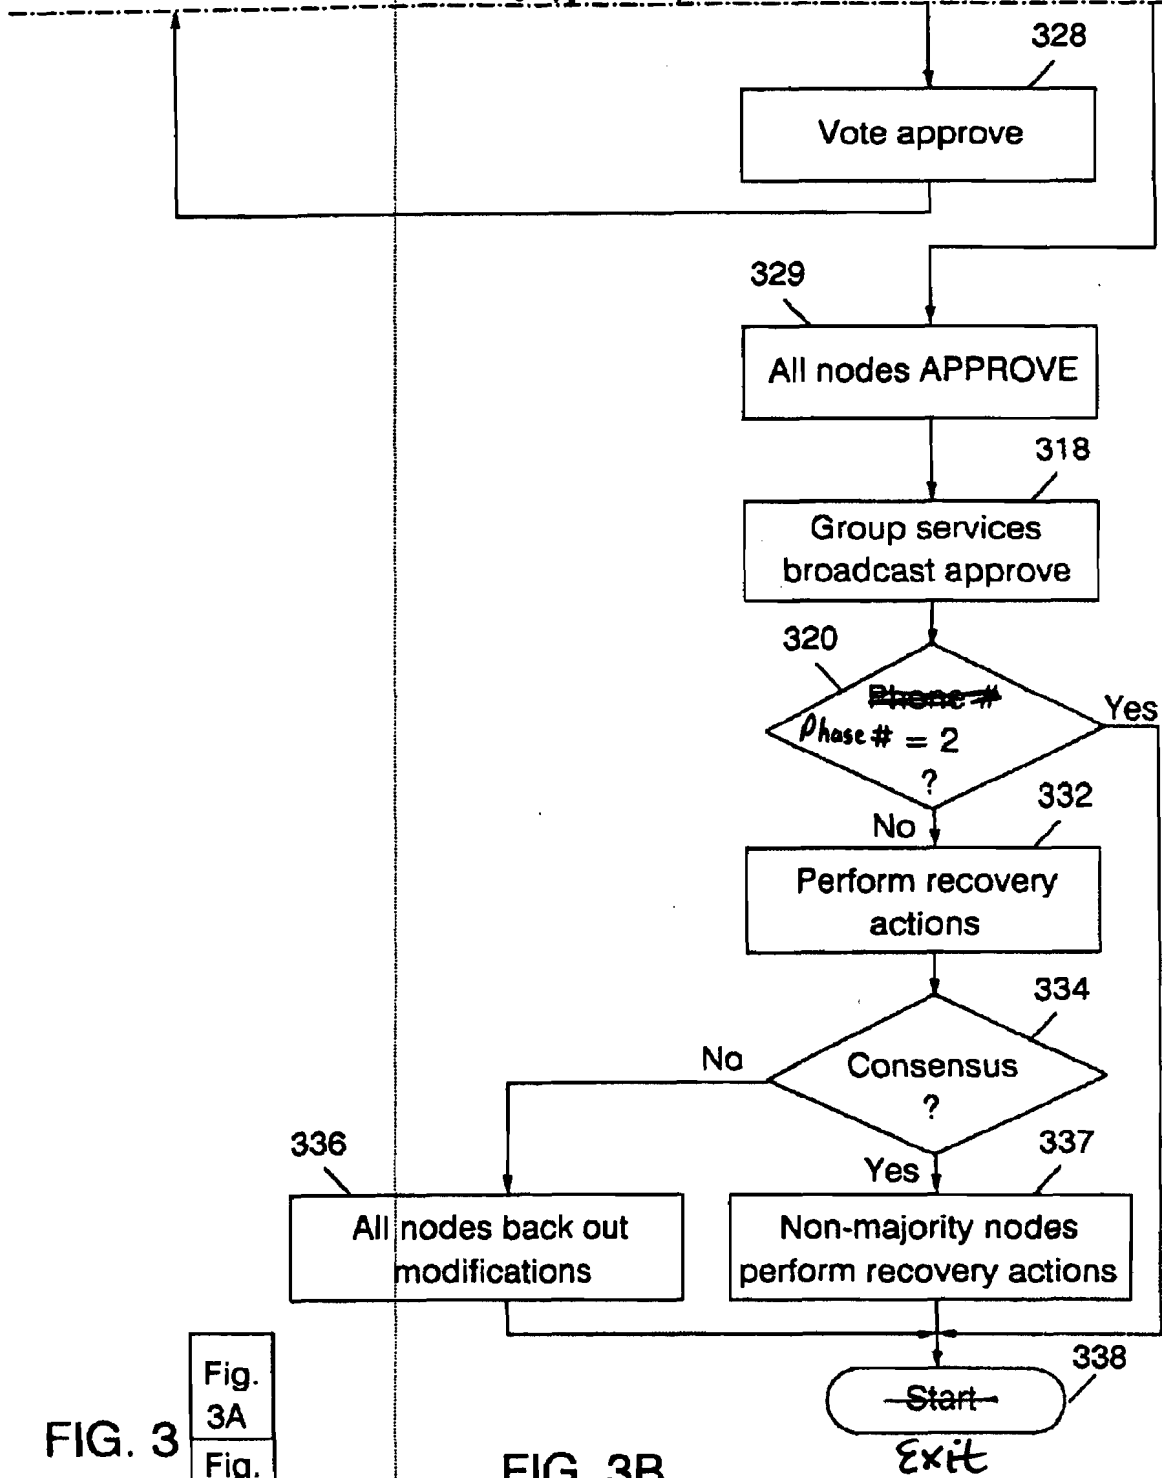 328
Vote approve
329
All nodes APPROVE
318
Group services
broadcast approve
320
Phone #
Phase # = 2
?
Yes
332
No
Perform recovery
actions
334
No
Consensus
?
336
337
Yes
All nodes back out
modifications
Non-majority nodes
perform recovery actions
338
Start
Exit
Fig.
3A
FIG. 3
Fig.
FIG. 3B